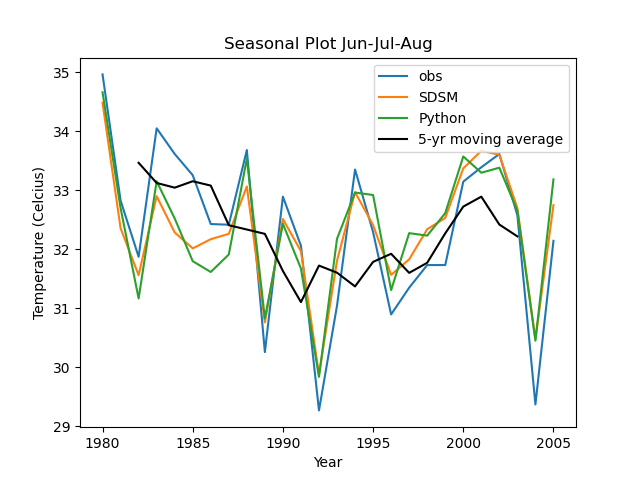 Seasonal Plot Jun-Jul-Aug
obs
SDSM
Python
5-yr moving average
Temperature (Celcius)
35
34
33
32
31
30
29
1980 1985 1990 1995 2000 2005
Year